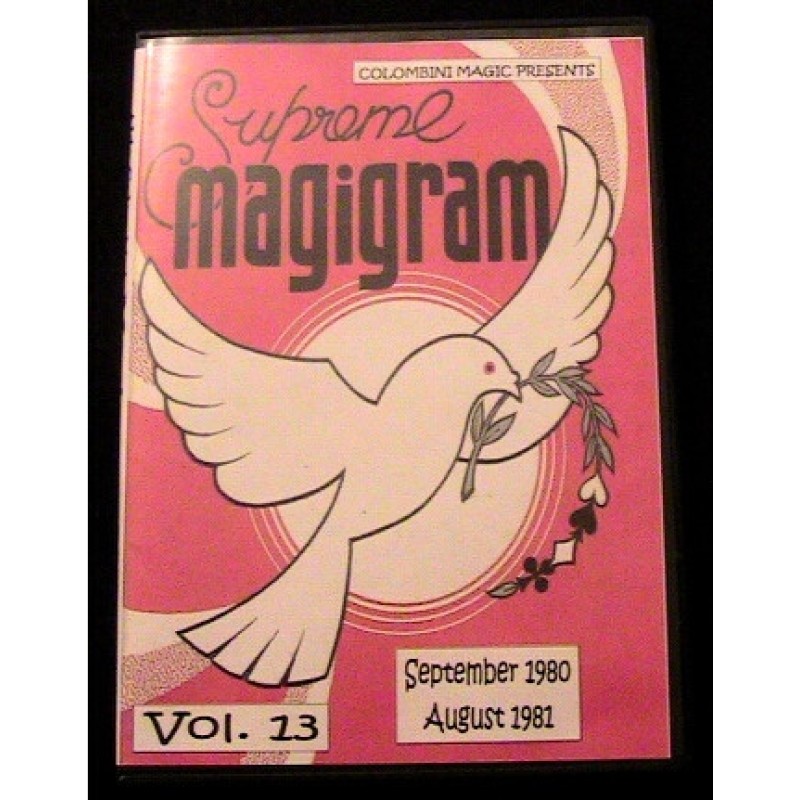 COLOMBINI MAGIC PRESENTS
Supreme
magigram
September 1980
August 1981
Vol. 13